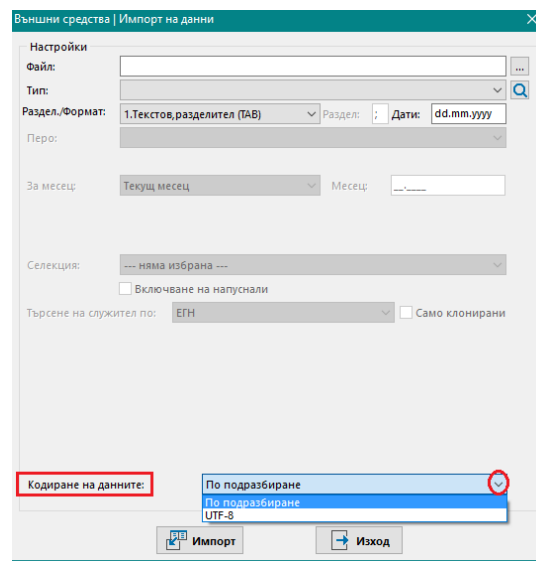 Външни средства | Импорт на данни
Настройки
Файл:
...
Тип:
Раздел./Формат: 1.Текстов,разделител (TAB) Раздел: ; Дати: dd.mm.yyyy
Перо:
За месец: Текущ месец Месец: __.____
Селекция: --- няма избрана ---
Включване на напуснали
Търсене на служител по: ЕГН Само клонирани
Кодиране на данните: По подразбиране
По подразбиране
UTF-8
Импорт Изход